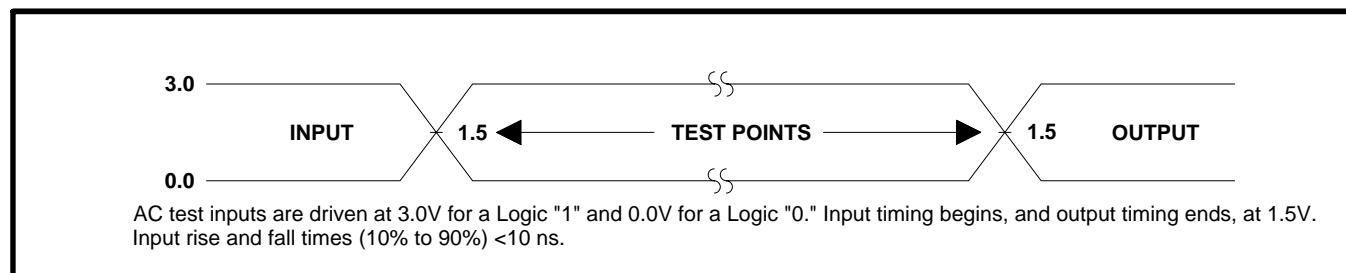 3.0
INPUT 1.5 TEST POINTS 1.5 OUTPUT
0.0
AC test inputs are driven at 3.0V for a Logic "1" and 0.0V for a Logic "0." Input timing begins, and output timing ends, at 1.5V.
Input rise and fall times (10% to 90%) <10 ns.